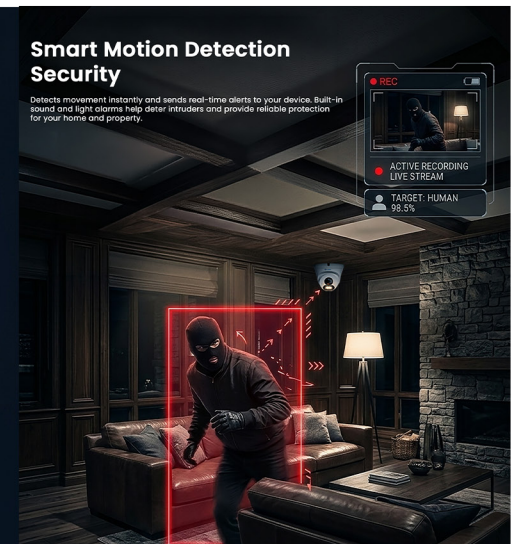 Smart Motion Detection
Security
Detects movement instantly and sends real-time alerts to your device. Built-in
sound and light alarms help deter intruders and provide reliable protection
for your home and property.
REC
ACTIVE RECORDING
LIVE STREAM
TARGET: HUMAN
98.5%